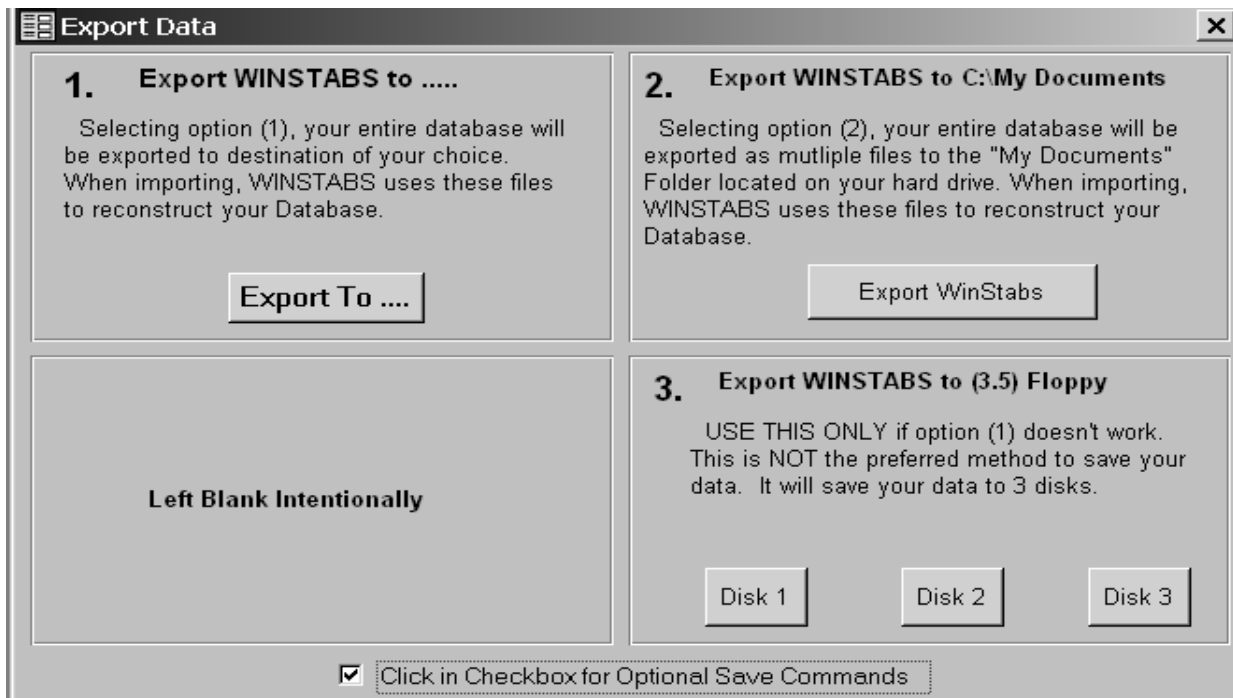 Export Data
1. Export WINSTABS to .....
Selecting option (1), your entire database will
be exported to destination of your choice.
When importing, WINSTABS uses these files
to reconstruct your Database.
Export To ....
2. Export WINSTABS to C:\My Documents
Selecting option (2), your entire database will be
exported as mutliple files to the "My Documents"
Folder located on your hard drive. When importing,
WINSTABS uses these files to reconstruct your
Database.
Export WinStabs
Left Blank Intentionally
3. Export WINSTABS to (3.5) Floppy
USE THIS ONLY if option (1) doesn't work.
This is NOT the preferred method to save your
data. It will save your data to 3 disks.
Disk 1 Disk 2 Disk 3
Click in Checkbox for Optional Save Commands